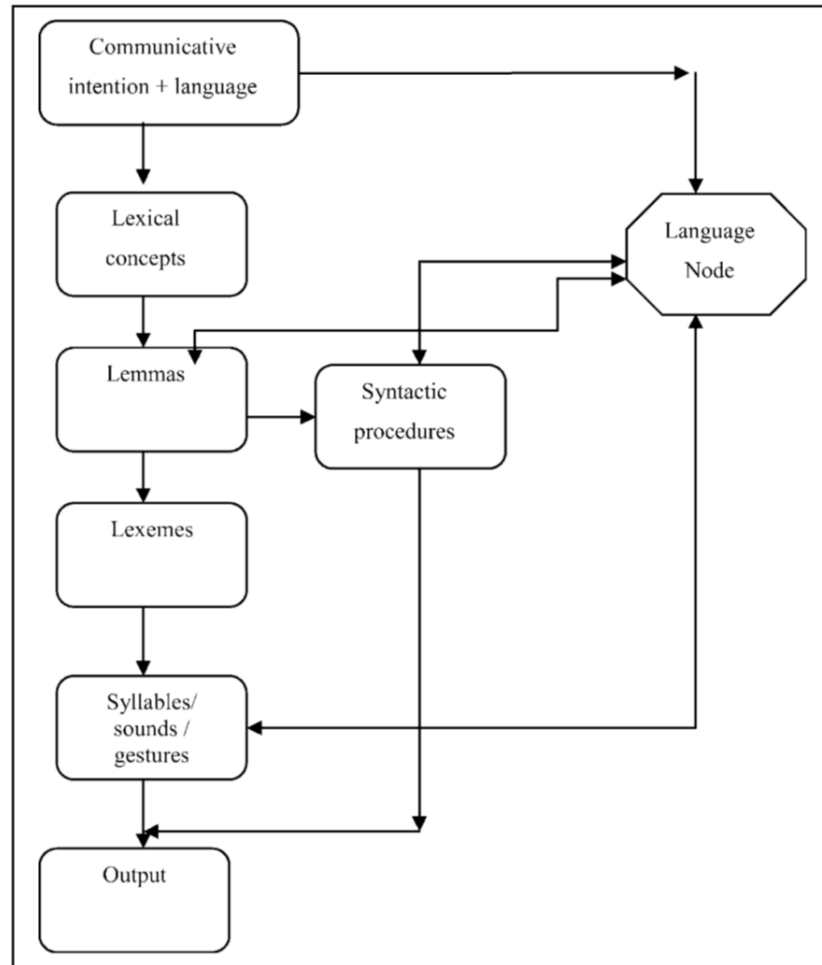 Communicative
intention + language
Lexical
concepts
Language
Node
Lemmas
Syntactic
procedures
Lexemes
Syllables/
sounds /
gestures
Output